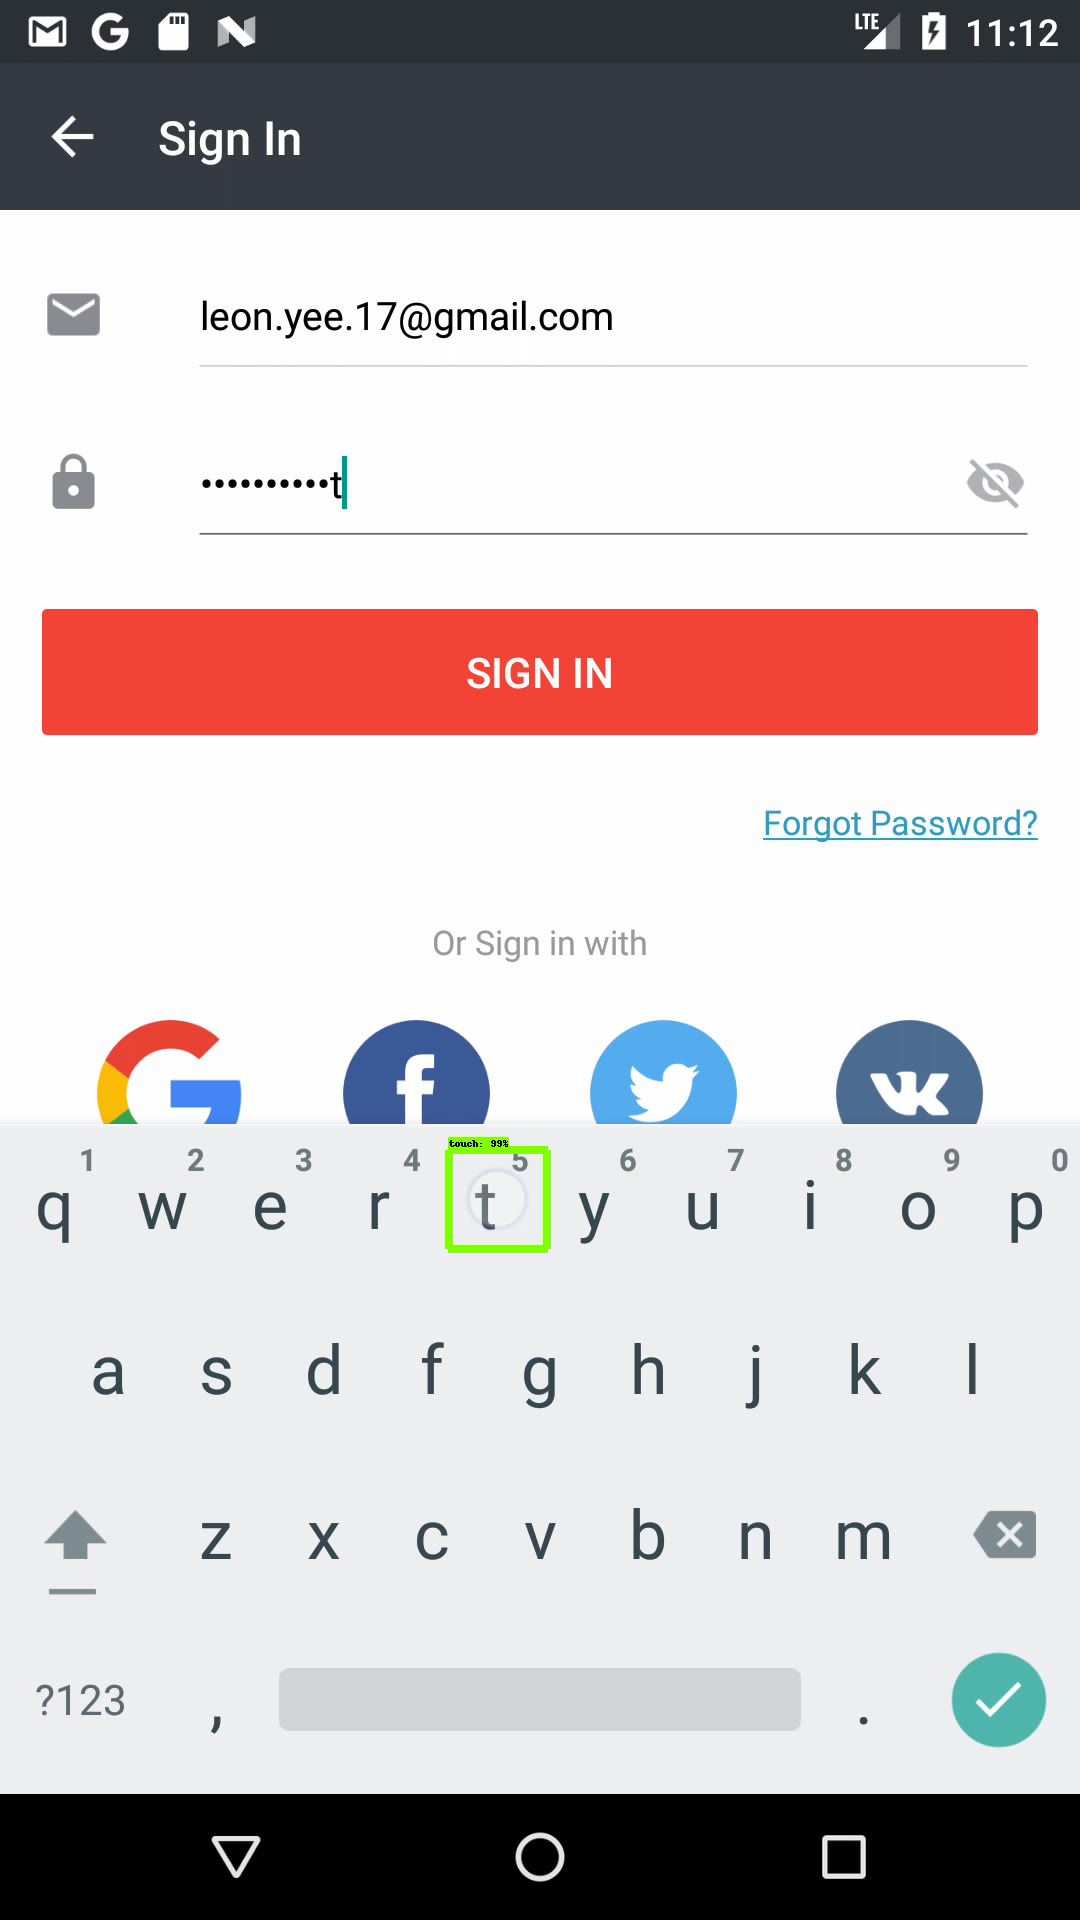 LTE 11:12
Sign In
leon.yee.17@gmail.com
••••••••••t
SIGN IN
Forgot Password?
Or Sign in with
touch: 99%
1 2 3 4 5 6 7 8 9 0
q w e r t y u i o p
a s d f g h j k l
z x c v b n m
?123 , .